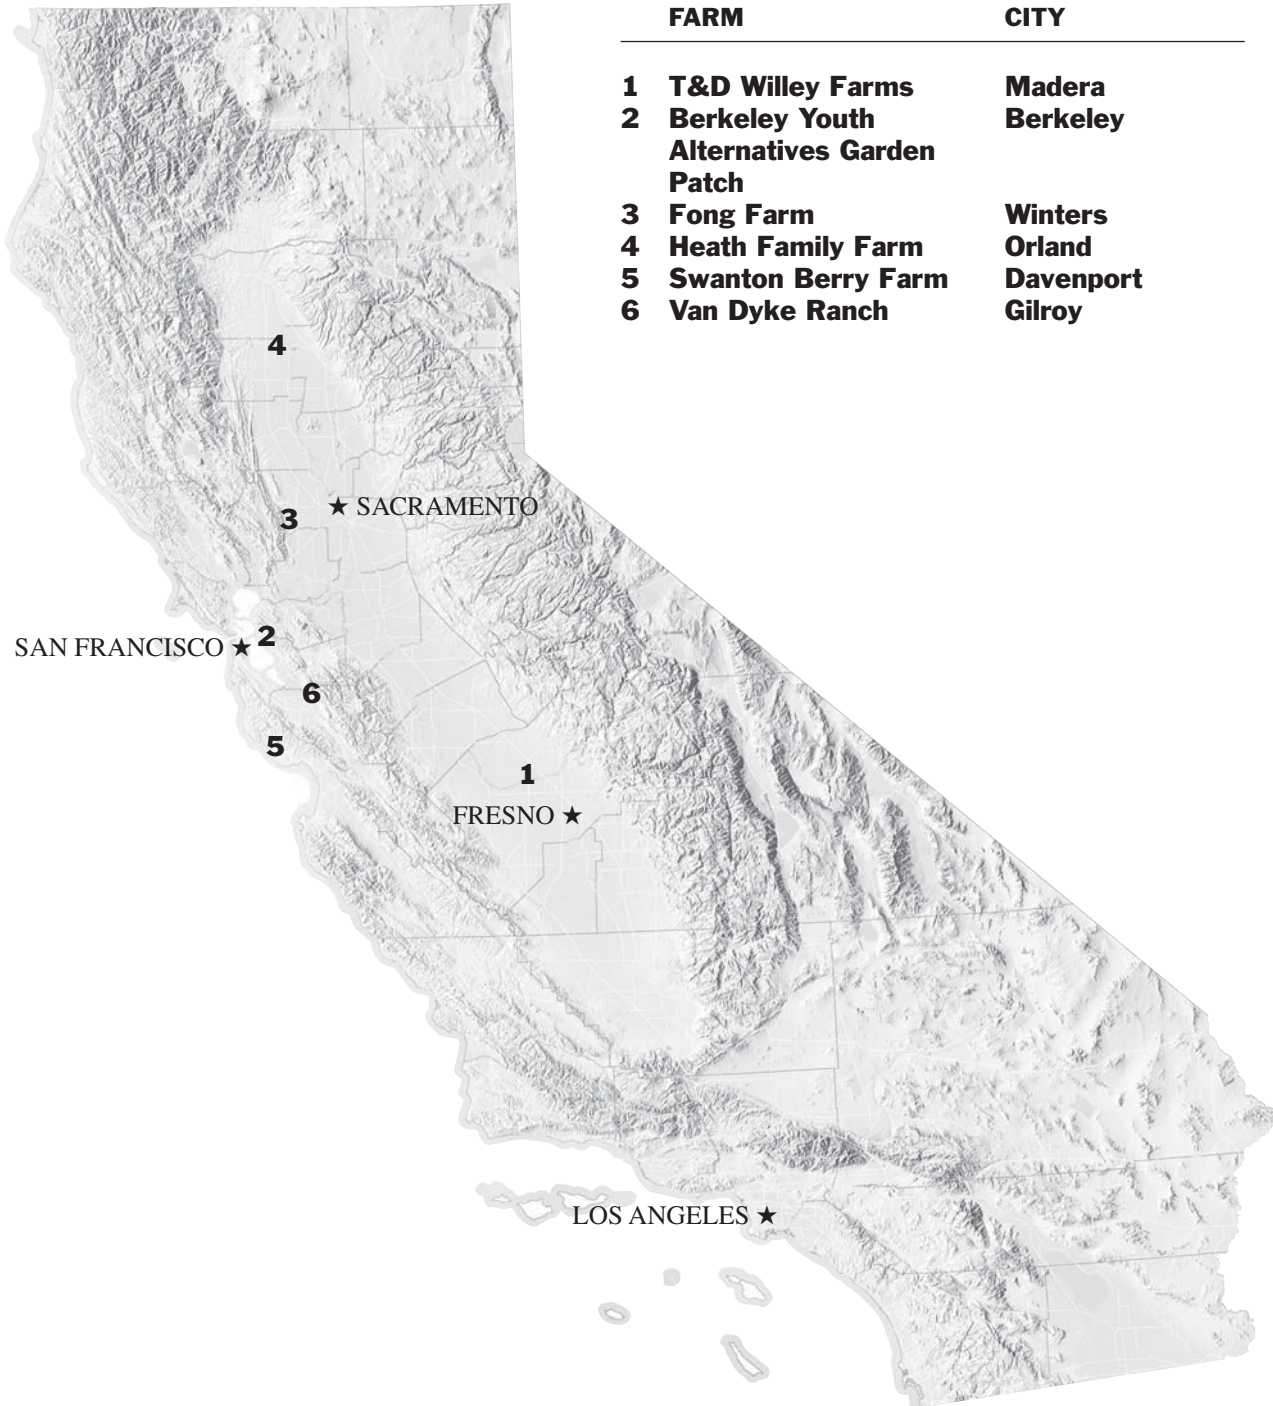 FARM CITY
1 T&D Willey Farms Madera
2 Berkeley Youth Berkeley
Alternatives Garden
Patch
3 Fong Farm Winters
4 Heath Family Farm Orland
5 Swanton Berry Farm Davenport
6 Van Dyke Ranch Gilroy
4
★ SACRAMENTO
3
2
SAN FRANCISCO ★
6
5
1
FRESNO ★
LOS ANGELES ★